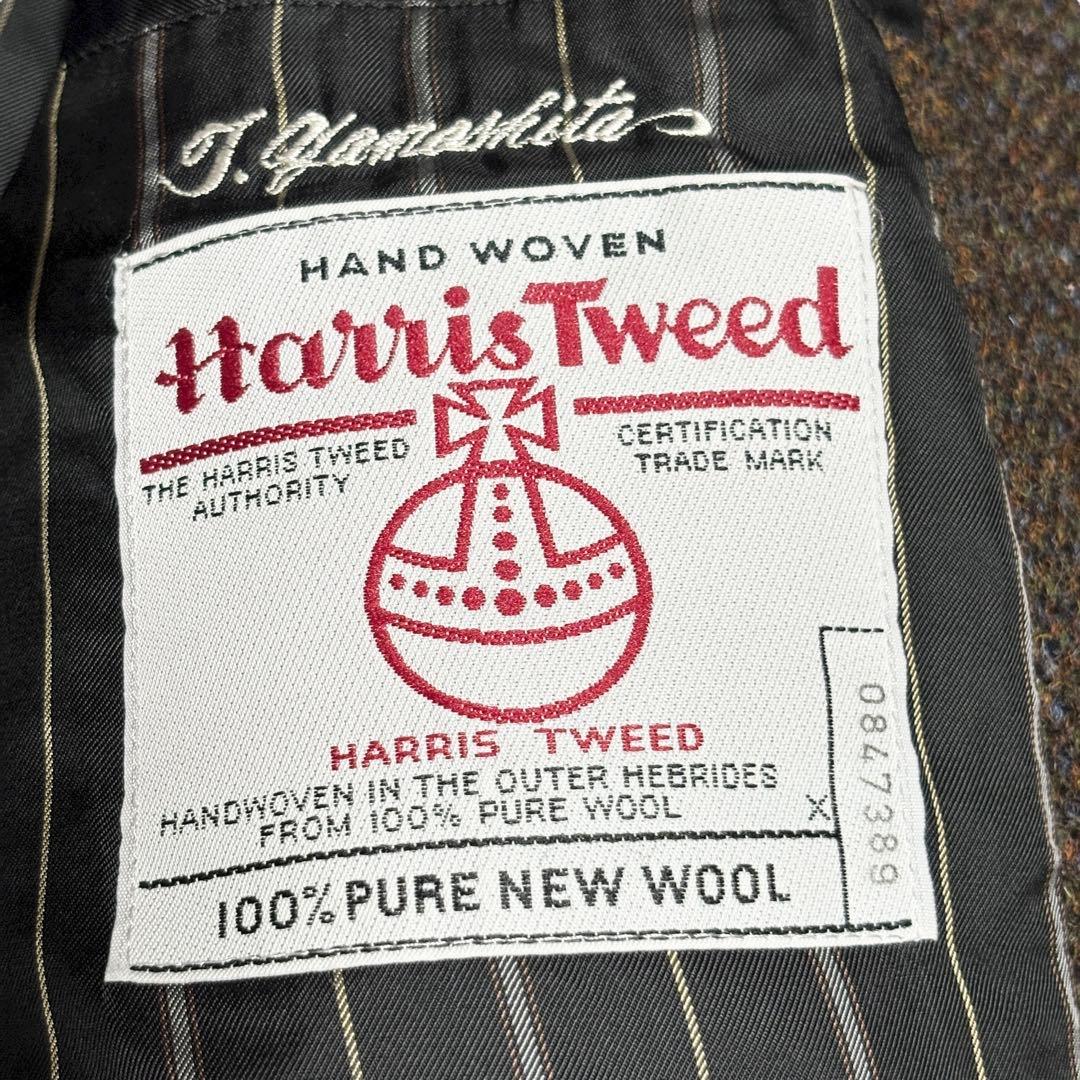 T. Yamashita
HAND WOVEN
Harris Tweed
THE HARRIS TWEED
AUTHORITY
CERTIFICATION
TRADE MARK
HARRIS TWEED
HANDWOVEN IN THE OUTER HEBRIDES
FROM 100% PURE WOOL
X
0847389
100% PURE NEW WOOL